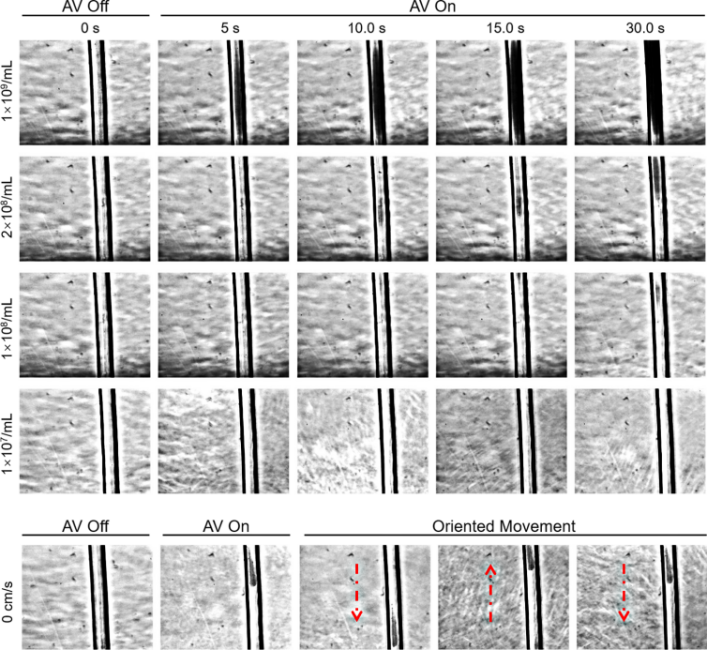 AV Off AV On
0 s 5 s 10.0 s 15.0 s 30.0 s
1×10⁹/mL
2×10⁸/mL
1×10⁸/mL
1×10⁷/mL
AV Off AV On Oriented Movement
0 cm/s